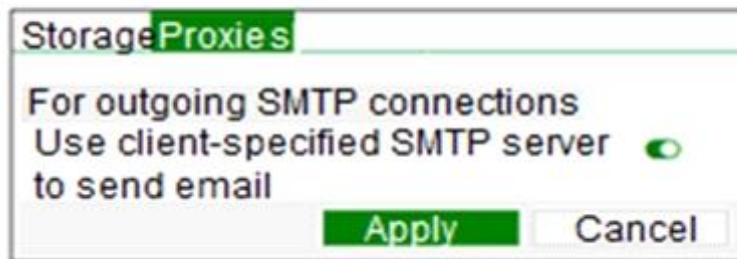 Storage Proxies
For outgoing SMTP connections
Use client-specified SMTP server
to send email
Apply Cancel